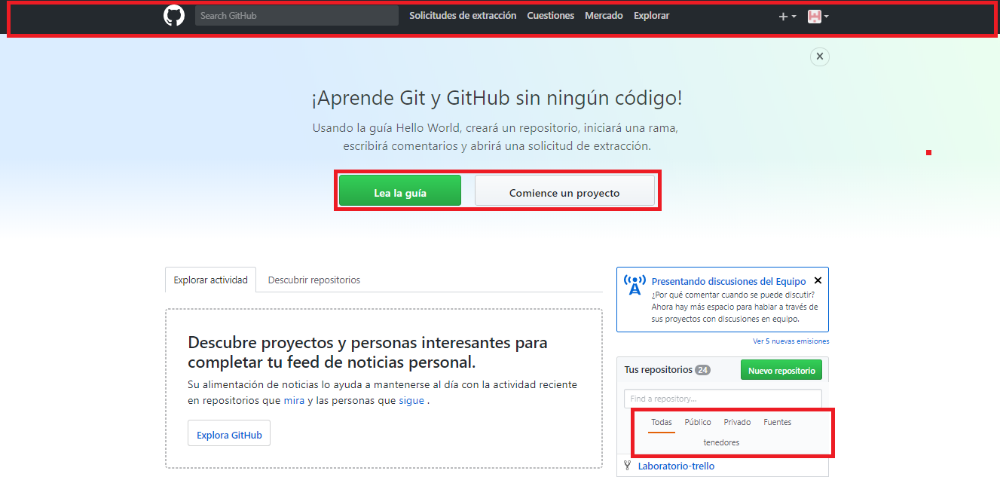 Search GitHub Solicitudes de extracción Cuestiones Mercado Explorar
¡Aprende Git y GitHub sin ningún código!
Usando la guía Hello World, creará un repositorio, iniciará una rama,
escribirá comentarios y abrirá una solicitud de extracción.
Lea la guía Comience un proyecto
Explorar actividad Descubrir repositorios
Descubre proyectos y personas interesantes para
completar tu feed de noticias personal.
Su alimentación de noticias lo ayuda a mantenerse al día con la actividad reciente
en repositorios que mira y las personas que sigue .
Explora GitHub
Presentando discusiones del Equipo
¿Por qué comentar cuando se puede discutir?
Ahora hay más espacio para hablar a través de
sus proyectos con discusiones en equipo.
Ver 5 nuevas emisiones
Tus repositorios 24 Nuevo repositorio
Find a repository...
Todas Público Privado Fuentes
tenedores
Laboratorio-trello